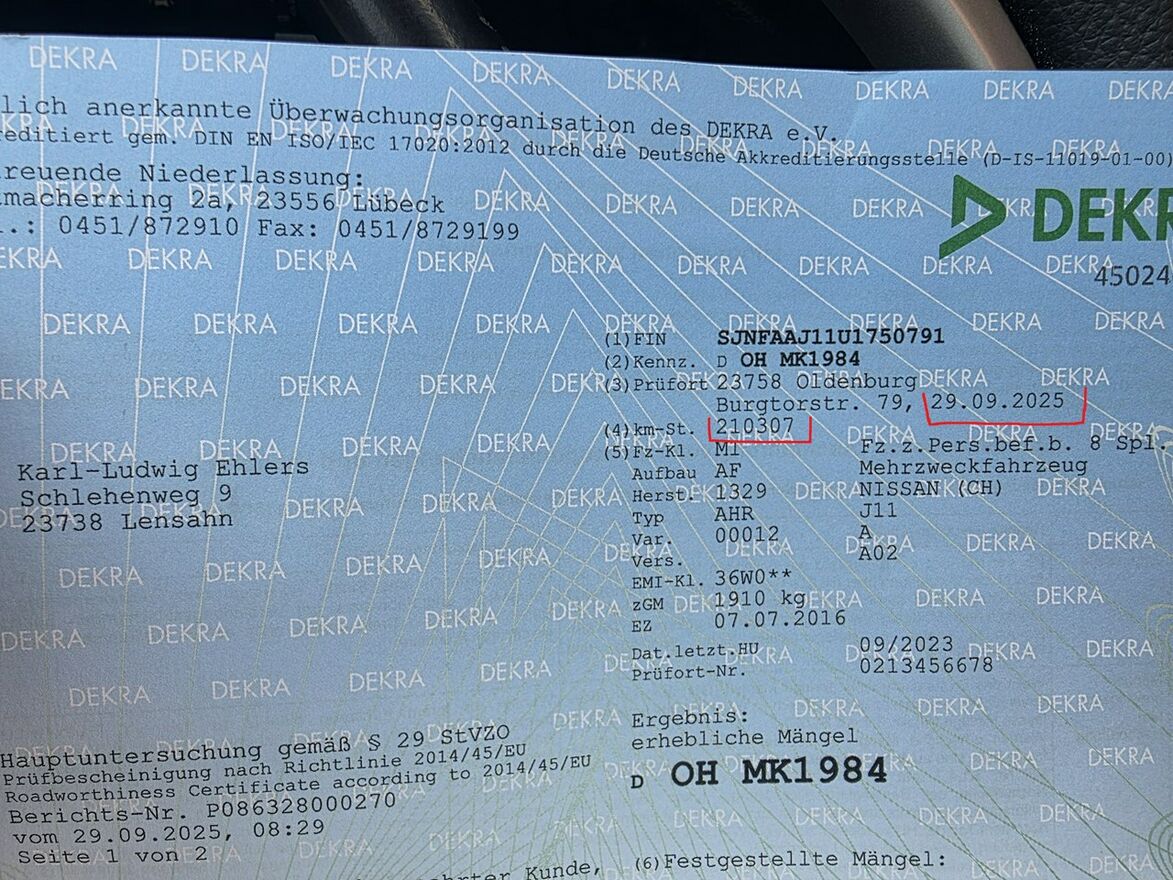 lich anerkannte Überwachungsorganisation des DEKRA e.V.
reditiert gem. DIN EN ISO/IEC 17020:2012 durch die Deutsche Akkreditierungsstelle (D-IS-11019-01-00)
reuende Niederlassung:
macherring 2a, 23556 Lübeck
.: 0451/872910 Fax: 0451/8729199
DEKR
45024
(1)FIN SJNFAAJ11U1750791
(2)Kennz. D OH MK1984
(3)Prüfort 23758 Oldenburg
Burgtorstr. 79, 29.09.2025
(4)km-St. 210307
(5)Fz-Kl. M1 Fz.z.Pers.bef.b. 8 Spl.
Aufbau AF Mehrzweckfahrzeug
Herst. 1329 NISSAN (CH)
Typ AHR J11
Var. 00012 A
Vers. A02
EMI-Kl. 36W0**
zGM 1910 kg
EZ 07.07.2016
Dat.letzt.HU 09/2023
Prüfort-Nr. 0213456678
Karl-Ludwig Ehlers
Schlehenweg 9
23738 Lensahn
Ergebnis:
erhebliche Mängel
D OH MK1984
Hauptuntersuchung gemäß § 29 StVZO
Prüfbescheinigung nach Richtlinie 2014/45/EU
Roadworthiness Certificate according to 2014/45/EU
Berichts-Nr. P086328000270
vom 29.09.2025, 08:29
Seite 1 von 2
Kunde,
(6)Festgestellte Mängel: